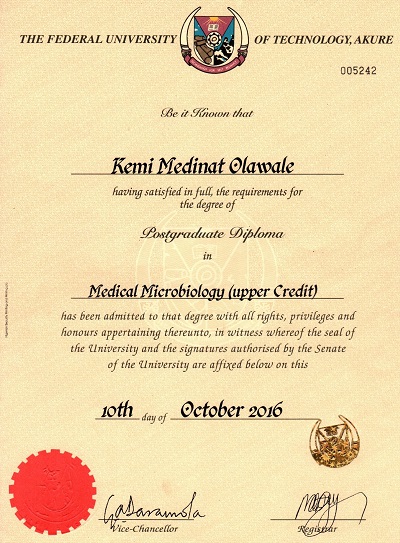 THE FEDERAL UNIVERSITY OF TECHNOLOGY, AKURE
005242
Be it Known that
Kemi Medinat Olawale
having satisfied in full, the requirements for
the degree of
Postgraduate Diploma
in
Medical Microbiology (upper Credit)
has been admitted to that degree with all rights, privileges and
honours appertaining thereunto, in witness whereof the seal of
the University and the signatures authorised by the Senate
of the University are affixed below on this
10th day of October 2016
Vice-Chancellor
Registrar